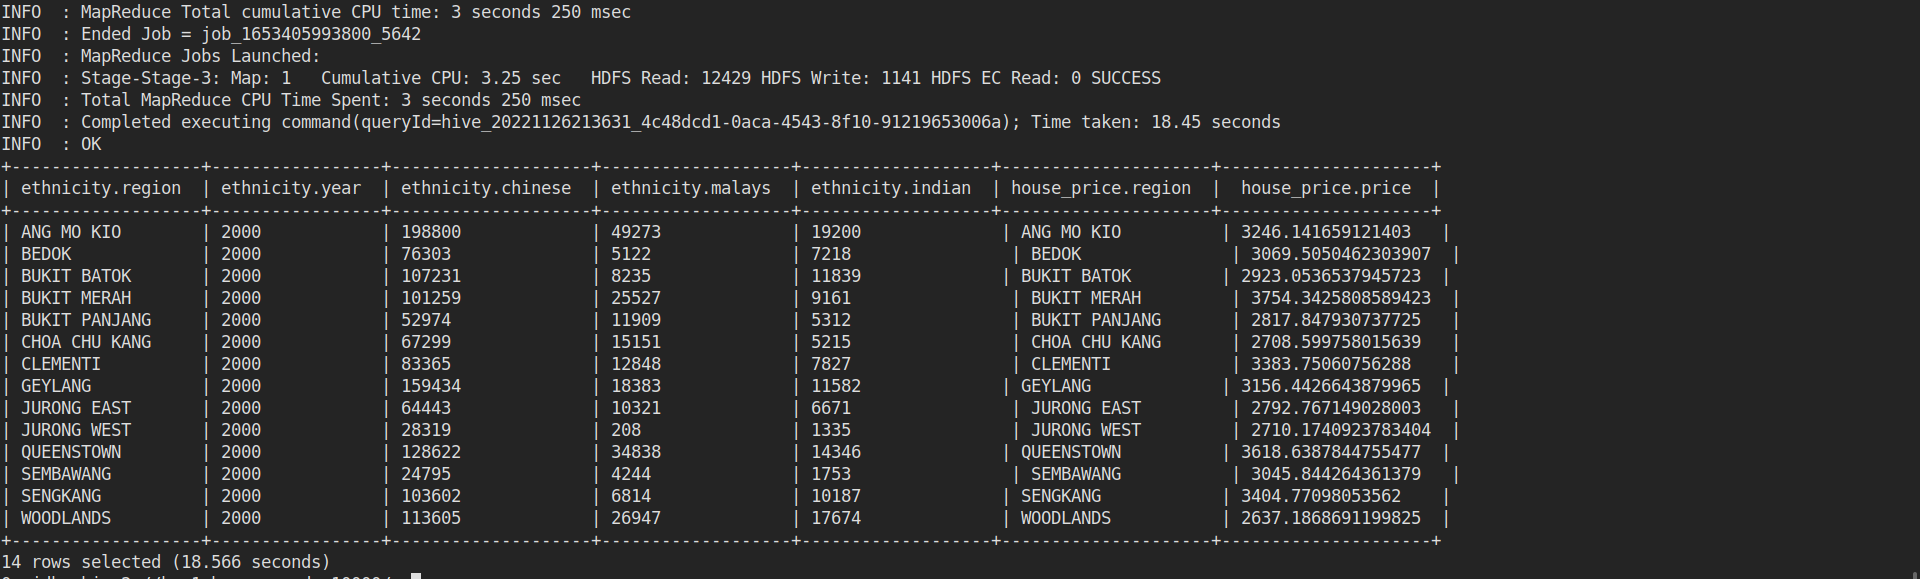 INFO  : MapReduce Total cumulative CPU time: 3 seconds 250 msec
INFO  : Ended Job = job_1653405993800_5642
INFO  : MapReduce Jobs Launched:
INFO  : Stage-Stage-3: Map: 1   Cumulative CPU: 3.25 sec   HDFS Read: 12429 HDFS Write: 1141 HDFS EC Read: 0 SUCCESS
INFO  : Total MapReduce CPU Time Spent: 3 seconds 250 msec
INFO  : Completed executing command(queryId=hive_20221126213631_4c48dcd1-0aca-4543-8f10-91219653006a); Time taken: 18.45 seconds
INFO  : OK
+-------------------+-----------------+--------------------+-------------------+-------------------+---------------------+---------------------+
| ethnicity.region  | ethnicity.year  | ethnicity.chinese  | ethnicity.malays  | ethnicity.indian  | house_price.region  |  house_price.price  |
+-------------------+-----------------+--------------------+-------------------+-------------------+---------------------+---------------------+
| ANG MO KIO        | 2000            | 198800             | 49273             | 19200              | ANG MO KIO          | 3246.141659121403   |
| BEDOK             | 2000            | 76303              | 5122              | 7218                | BEDOK               | 3069.5050462303907  |
| BUKIT BATOK       | 2000            | 107231             | 8235              | 11839              | BUKIT BATOK         | 2923.0536537945723  |
| BUKIT MERAH       | 2000            | 101259             | 25527             | 9161                | BUKIT MERAH         | 3754.3425808589423  |
| BUKIT PANJANG     | 2000            | 52974              | 11909             | 5312                | BUKIT PANJANG       | 2817.847930737725   |
| CHOA CHU KANG     | 2000            | 67299              | 15151             | 5215                | CHOA CHU KANG       | 2708.599758015639   |
| CLEMENTI          | 2000            | 83365              | 12848             | 7827                | CLEMENTI            | 3383.75060756288    |
| GEYLANG           | 2000            | 159434             | 18383             | 11582              | GEYLANG             | 3156.4426643879965  |
| JURONG EAST       | 2000            | 64443              | 10321             | 6671                | JURONG EAST         | 2792.767149028003   |
| JURONG WEST       | 2000            | 28319              | 208               | 1335                | JURONG WEST         | 2710.1740923783404  |
| QUEENSTOWN        | 2000            | 128622             | 34838             | 14346              | QUEENSTOWN          | 3618.6387844755477  |
| SEMBAWANG         | 2000            | 24795              | 4244              | 1753                | SEMBAWANG           | 3045.844264361379   |
| SENGKANG          | 2000            | 103602             | 6814              | 10187              | SENGKANG            | 3404.77098053562    |
| WOODLANDS         | 2000            | 113605             | 26947             | 17674              | WOODLANDS           | 2637.1868691199825  |
+-------------------+-----------------+--------------------+-------------------+-------------------+---------------------+---------------------+
14 rows selected (18.566 seconds)